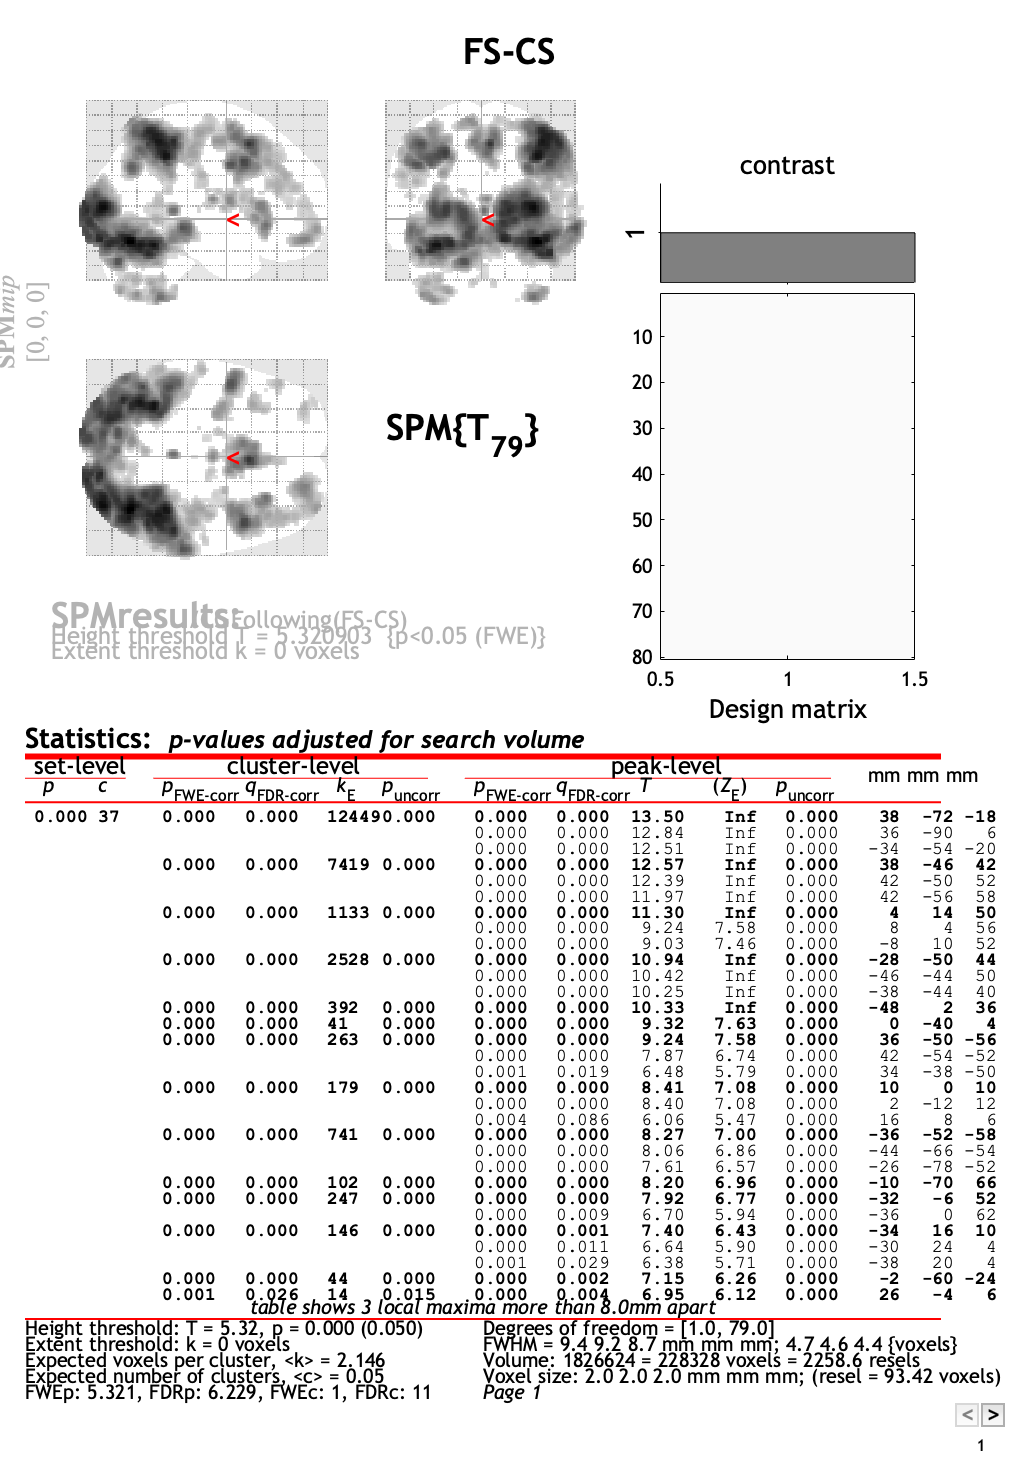 FS-CS
contrast
1
SPMmip
[0, 0, 0]
<
<
<
SPM{T79}
10
20
30
40
50
60
70
80
0.5 1 1.5
Design matrix
SPMresults:
Following(FS-CS)
Height threshold T = 5.320903 {p<0.05 (FWE)}
Extent threshold k = 0 voxels
Statistics: p-values adjusted for search volume
set-level cluster-level peak-level mm mm mm
p c pFWE-corr qFDR-corr kE puncorr pFWE-corr qFDR-corr T (ZE) puncorr
0.000 37 0.000 0.000 12449 0.000 0.000 0.000 13.50 Inf 0.000 38 -72 -18
0.000 0.000 12.84 Inf 0.000 36 -90 6
0.000 0.000 12.51 Inf 0.000 -34 -54 -20
0.000 0.000 7419 0.000 0.000 0.000 12.57 Inf 0.000 38 -46 42
0.000 0.000 12.39 Inf 0.000 42 -50 52
0.000 0.000 11.97 Inf 0.000 42 -56 58
0.000 0.000 1133 0.000 0.000 0.000 11.30 Inf 0.000 4 14 50
0.000 0.000 9.24 7.58 0.000 8 4 56
0.000 0.000 9.03 7.46 0.000 -8 10 52
0.000 0.000 2528 0.000 0.000 0.000 10.94 Inf 0.000 -28 -50 44
0.000 0.000 10.42 Inf 0.000 -46 -44 50
0.000 0.000 10.25 Inf 0.000 -38 -44 40
0.000 0.000 392 0.000 0.000 0.000 10.33 Inf 0.000 -48 2 36
0.000 0.000 41 0.000 0.000 0.000 9.32 7.63 0.000 0 -40 4
0.000 0.000 263 0.000 0.000 0.000 9.24 7.58 0.000 36 -50 -56
0.000 0.000 7.87 6.74 0.000 42 -54 -52
0.001 0.019 6.48 5.79 0.000 34 -38 -50
0.000 0.000 179 0.000 0.000 0.000 8.41 7.08 0.000 10 0 10
0.000 0.000 8.40 7.08 0.000 2 -12 12
0.004 0.086 6.06 5.47 0.000 16 8 6
0.000 0.000 741 0.000 0.000 0.000 8.27 7.00 0.000 -36 -52 -58
0.000 0.000 8.06 6.86 0.000 -44 -66 -54
0.000 0.000 7.61 6.57 0.000 -26 -78 -52
0.000 0.000 102 0.000 0.000 0.000 8.20 6.96 0.000 -10 -70 66
0.000 0.000 247 0.000 0.000 0.000 7.92 6.77 0.000 -32 -6 52
0.000 0.009 6.70 5.94 0.000 -36 0 62
0.000 0.000 146 0.000 0.000 0.001 7.40 6.43 0.000 -34 16 10
0.000 0.011 6.64 5.90 0.000 -30 24 4
0.001 0.029 6.38 5.71 0.000 -38 20 4
0.000 0.000 44 0.000 0.000 0.002 7.15 6.26 0.000 -2 -60 -24
0.001 0.026 14 0.015 0.000 0.004 6.95 6.12 0.000 26 -4 6
table shows 3 local maxima more than 8.0mm apart
Height threshold: T = 5.32, p = 0.000 (0.050)
Extent threshold: k = 0 voxels
Expected voxels per cluster, <k> = 2.146
Expected number of clusters, <c> = 0.05
FWEp: 5.321, FDRp: 6.229, FWEc: 1, FDRc: 11
Degrees of freedom = [1.0, 79.0]
FWHM = 9.4 9.2 8.7 mm mm mm; 4.7 4.6 4.4 {voxels}
Volume: 1826624 = 228328 voxels = 2258.6 resels
Voxel size: 2.0 2.0 2.0 mm mm mm; (resel = 93.42 voxels)
Page 1
< >
1